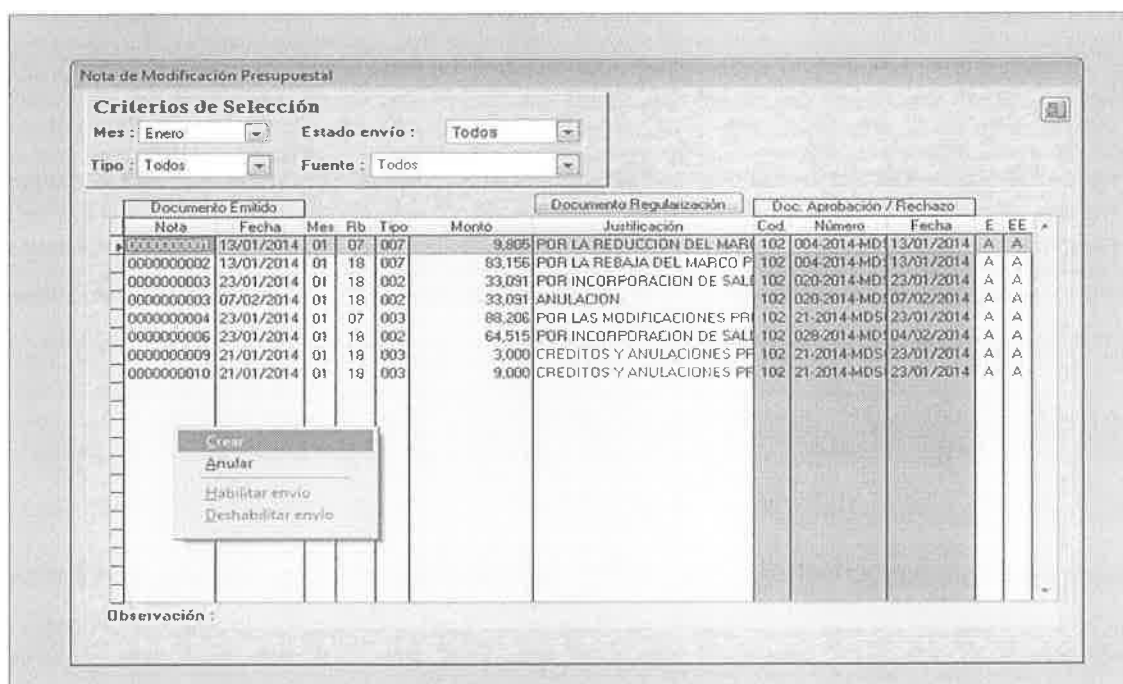 Nota de Modificación Presupuestal
Criterios de Selección
Mes : Enero Estado envío : Todos
Tipo : Todos Fuente : Todos
Documento Emitido Documento Regularización Doc. Aprobación / Rechazo
Nota Fecha Mes Rb Tipo Monto Justificación Cod. Número Fecha E EE
0000000001 13/01/2014 01 07 007 9,805 POR LA REDUCCION DEL MAR 102 004-2014-MDS 13/01/2014 A A
0000000002 13/01/2014 01 18 007 83,156 POR LA REBAJA DEL MARCO P 102 004-2014-MDS 13/01/2014 A A
0000000003 23/01/2014 01 18 002 33,091 POR INCORPORACION DE SAL 102 020-2014-MDS 23/01/2014 A A
0000000003 07/02/2014 01 18 002 33,091 ANULACION 102 020-2014-MDS 07/02/2014 A A
0000000004 23/01/2014 01 07 003 88,206 POR LAS MODIFICACIONES PR 102 21-2014-MDS 23/01/2014 A A
0000000006 23/01/2014 01 18 002 64,515 POR INCORPORACION DE SAL 102 028-2014-MDS 04/02/2014 A A
0000000009 21/01/2014 01 18 003 3,000 CREDITOS Y ANULACIONES PR 102 21-2014-MDS 23/01/2014 A A
0000000010 21/01/2014 01 18 003 9,000 CREDITOS Y ANULACIONES PR 102 21-2014-MDS 23/01/2014 A A
Crear
Anular
Habilitar envío
Deshabilitar envío
Observación :